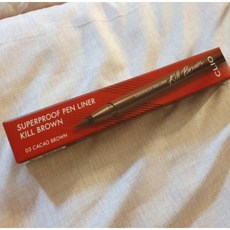 SUPERPROOF PEN LINER
KILL BROWN
03 CACAO BROWN
Kill Brown
CLIO